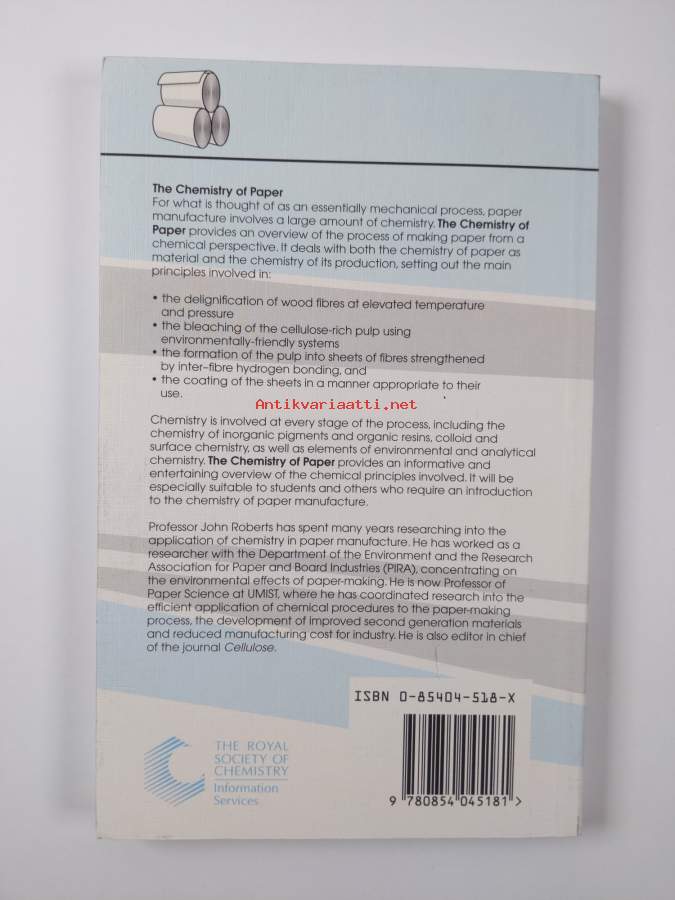 The Chemistry of Paper
For what is thought of as an essentially mechanical process, paper
manufacture involves a large amount of chemistry. The Chemistry of
Paper provides an overview of the process of making paper from a
chemical perspective. It deals with both the chemistry of paper as
material and the chemistry of its production, setting out the main
principles involved in:
• the delignification of wood fibres at elevated temperature
and pressure
• the bleaching of the cellulose-rich pulp using
environmentally-friendly systems
• the formation of the pulp into sheets of fibres strengthened
by inter-fibre hydrogen bonding, and
• the coating of the sheets in a manner appropriate to their
use.
Antikvariaatti.net
Chemistry is involved at every stage of the process, including the
chemistry of inorganic pigments and organic resins, colloid and
surface chemistry, as well as elements of environmental and analytical
chemistry. The Chemistry of Paper provides an informative and
entertaining overview of the chemical principles involved. It will be
especially suitable to students and others who require an introduction
to the chemistry of paper manufacture.
Professor John Roberts has spent many years researching into the
application of chemistry in paper manufacture. He has worked as a
researcher with the Department of the Environment and the Research
Association for Paper and Board Industries (PIRA), concentrating on
the environmental effects of paper-making. He is now Professor of
Paper Science at UMIST, where he has coordinated research into the
efficient application of chemical procedures to the paper-making
process, the development of improved second generation materials
and reduced manufacturing cost for industry. He is also editor in chief
of the journal Cellulose.
ISBN 0-85404-518-X
9 780854 045181 >
THE ROYAL
SOCIETY OF
CHEMISTRY
Information
Services